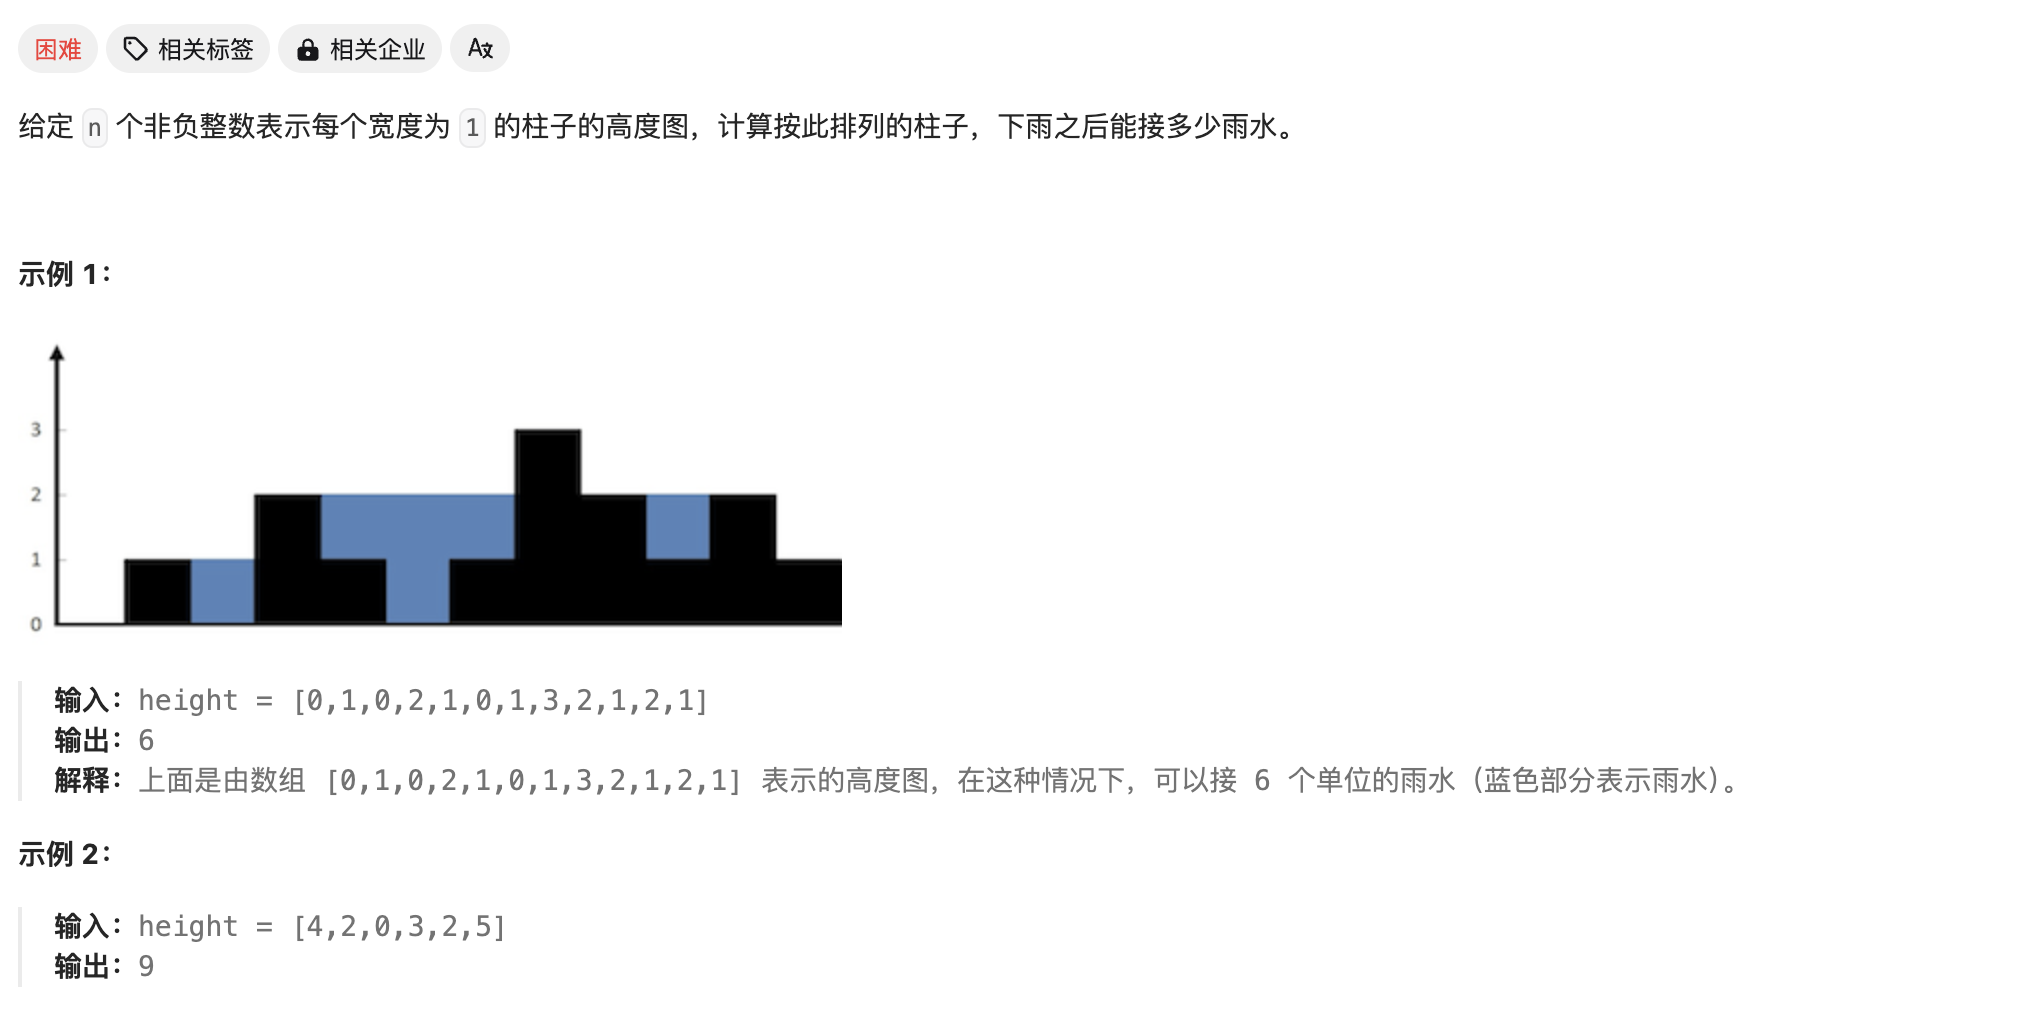 困难 相关标签 相关企业 A文
给定 n 个非负整数表示每个宽度为 1 的柱子的高度图，计算按此排列的柱子，下雨之后能接多少雨水。
示例 1：
3
2
1
0
输入：height = [0,1,0,2,1,0,1,3,2,1,2,1]
输出：6
解释：上面是由数组 [0,1,0,2,1,0,1,3,2,1,2,1] 表示的高度图，在这种情况下，可以接 6 个单位的雨水（蓝色部分表示雨水）。
示例 2：
输入：height = [4,2,0,3,2,5]
输出：9